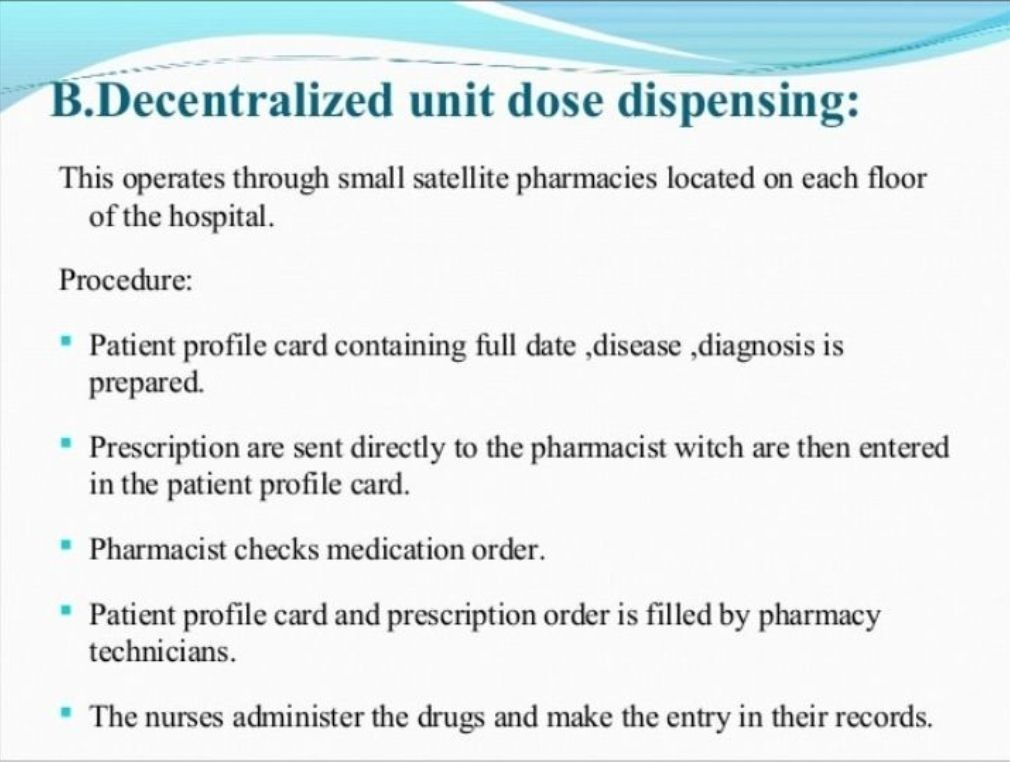 B.Decentralized unit dose dispensing:
This operates through small satellite pharmacies located on each floor
of the hospital.
Procedure:
Patient profile card containing full date ,disease ,diagnosis is
prepared.
Prescription are sent directly to the pharmacist witch are then entered
in the patient profile card.
Pharmacist checks medication order.
Patient profile card and prescription order is filled by pharmacy
technicians.
The nurses administer the drugs and make the entry in their records.